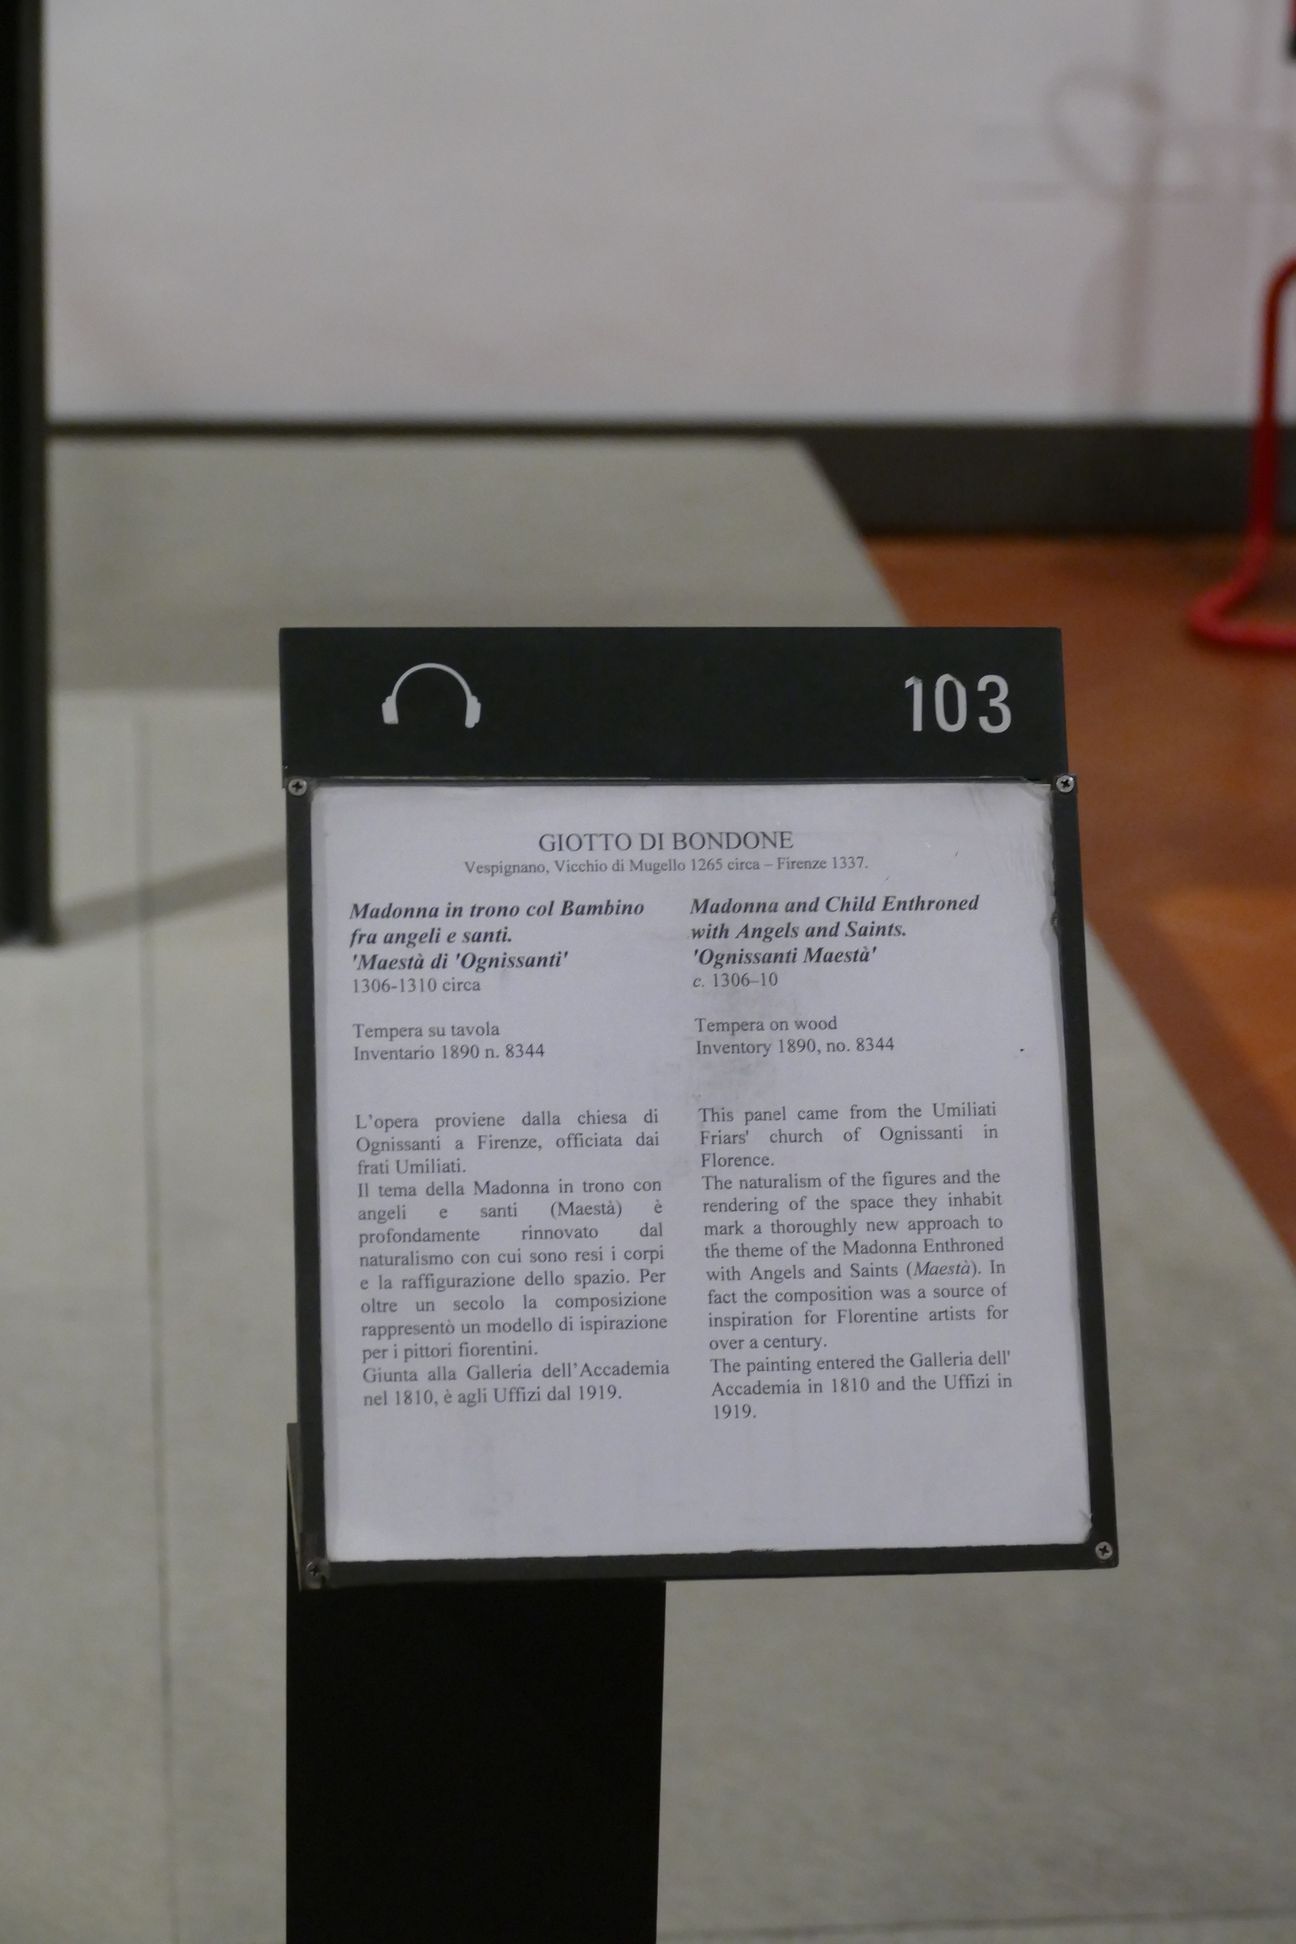 103
GIOTTO DI BONDONE
Vespignano, Vicchio di Mugello 1265 circa – Firenze 1337.
Madonna in trono col Bambino
fra angeli e santi.
'Maestà di 'Ognissanti'
1306-1310 circa
Tempera su tavola
Inventario 1890 n. 8344
L'opera proviene dalla chiesa di
Ognissanti a Firenze, officiata dai
frati Umiliati.
Il tema della Madonna in trono con
angeli e santi (Maestà) è
profondamente rinnovato dal
naturalismo con cui sono resi i corpi
e la raffigurazione dello spazio. Per
oltre un secolo la composizione
rappresentò un modello di ispirazione
per i pittori fiorentini.
Giunta alla Galleria dell'Accademia
nel 1810, è agli Uffizi dal 1919.
Madonna and Child Enthroned
with Angels and Saints.
'Ognissanti Maestà'
c. 1306–10
Tempera on wood
Inventory 1890, no. 8344
This panel came from the Umiliati
Friars' church of Ognissanti in
Florence.
The naturalism of the figures and the
rendering of the space they inhabit
mark a thoroughly new approach to
the theme of the Madonna Enthroned
with Angels and Saints (Maestà). In
fact the composition was a source of
inspiration for Florentine artists for
over a century.
The painting entered the Galleria dell'
Accademia in 1810 and the Uffizi in
1919.